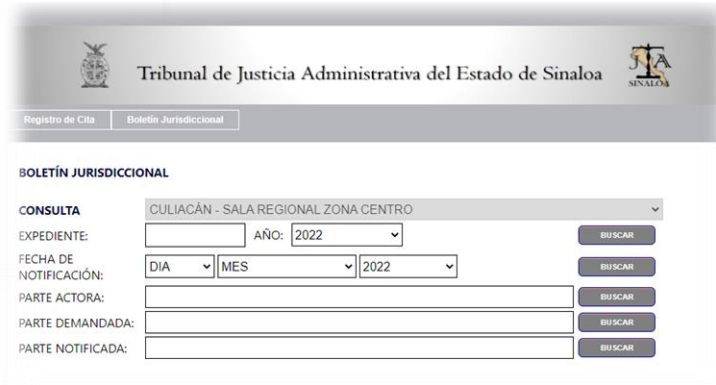 Tribunal de Justicia Administrativa del Estado de Sinaloa
TJA
SINALOA
Registro de Cita Boletín Jurisdiccional
BOLETÍN JURISDICCIONAL
CONSULTA CULIACÁN - SALA REGIONAL ZONA CENTRO
EXPEDIENTE: AÑO: 2022 BUSCAR
FECHA DE
NOTIFICACIÓN: DIA MES 2022 BUSCAR
PARTE ACTORA: BUSCAR
PARTE DEMANDADA: BUSCAR
PARTE NOTIFICADA: BUSCAR